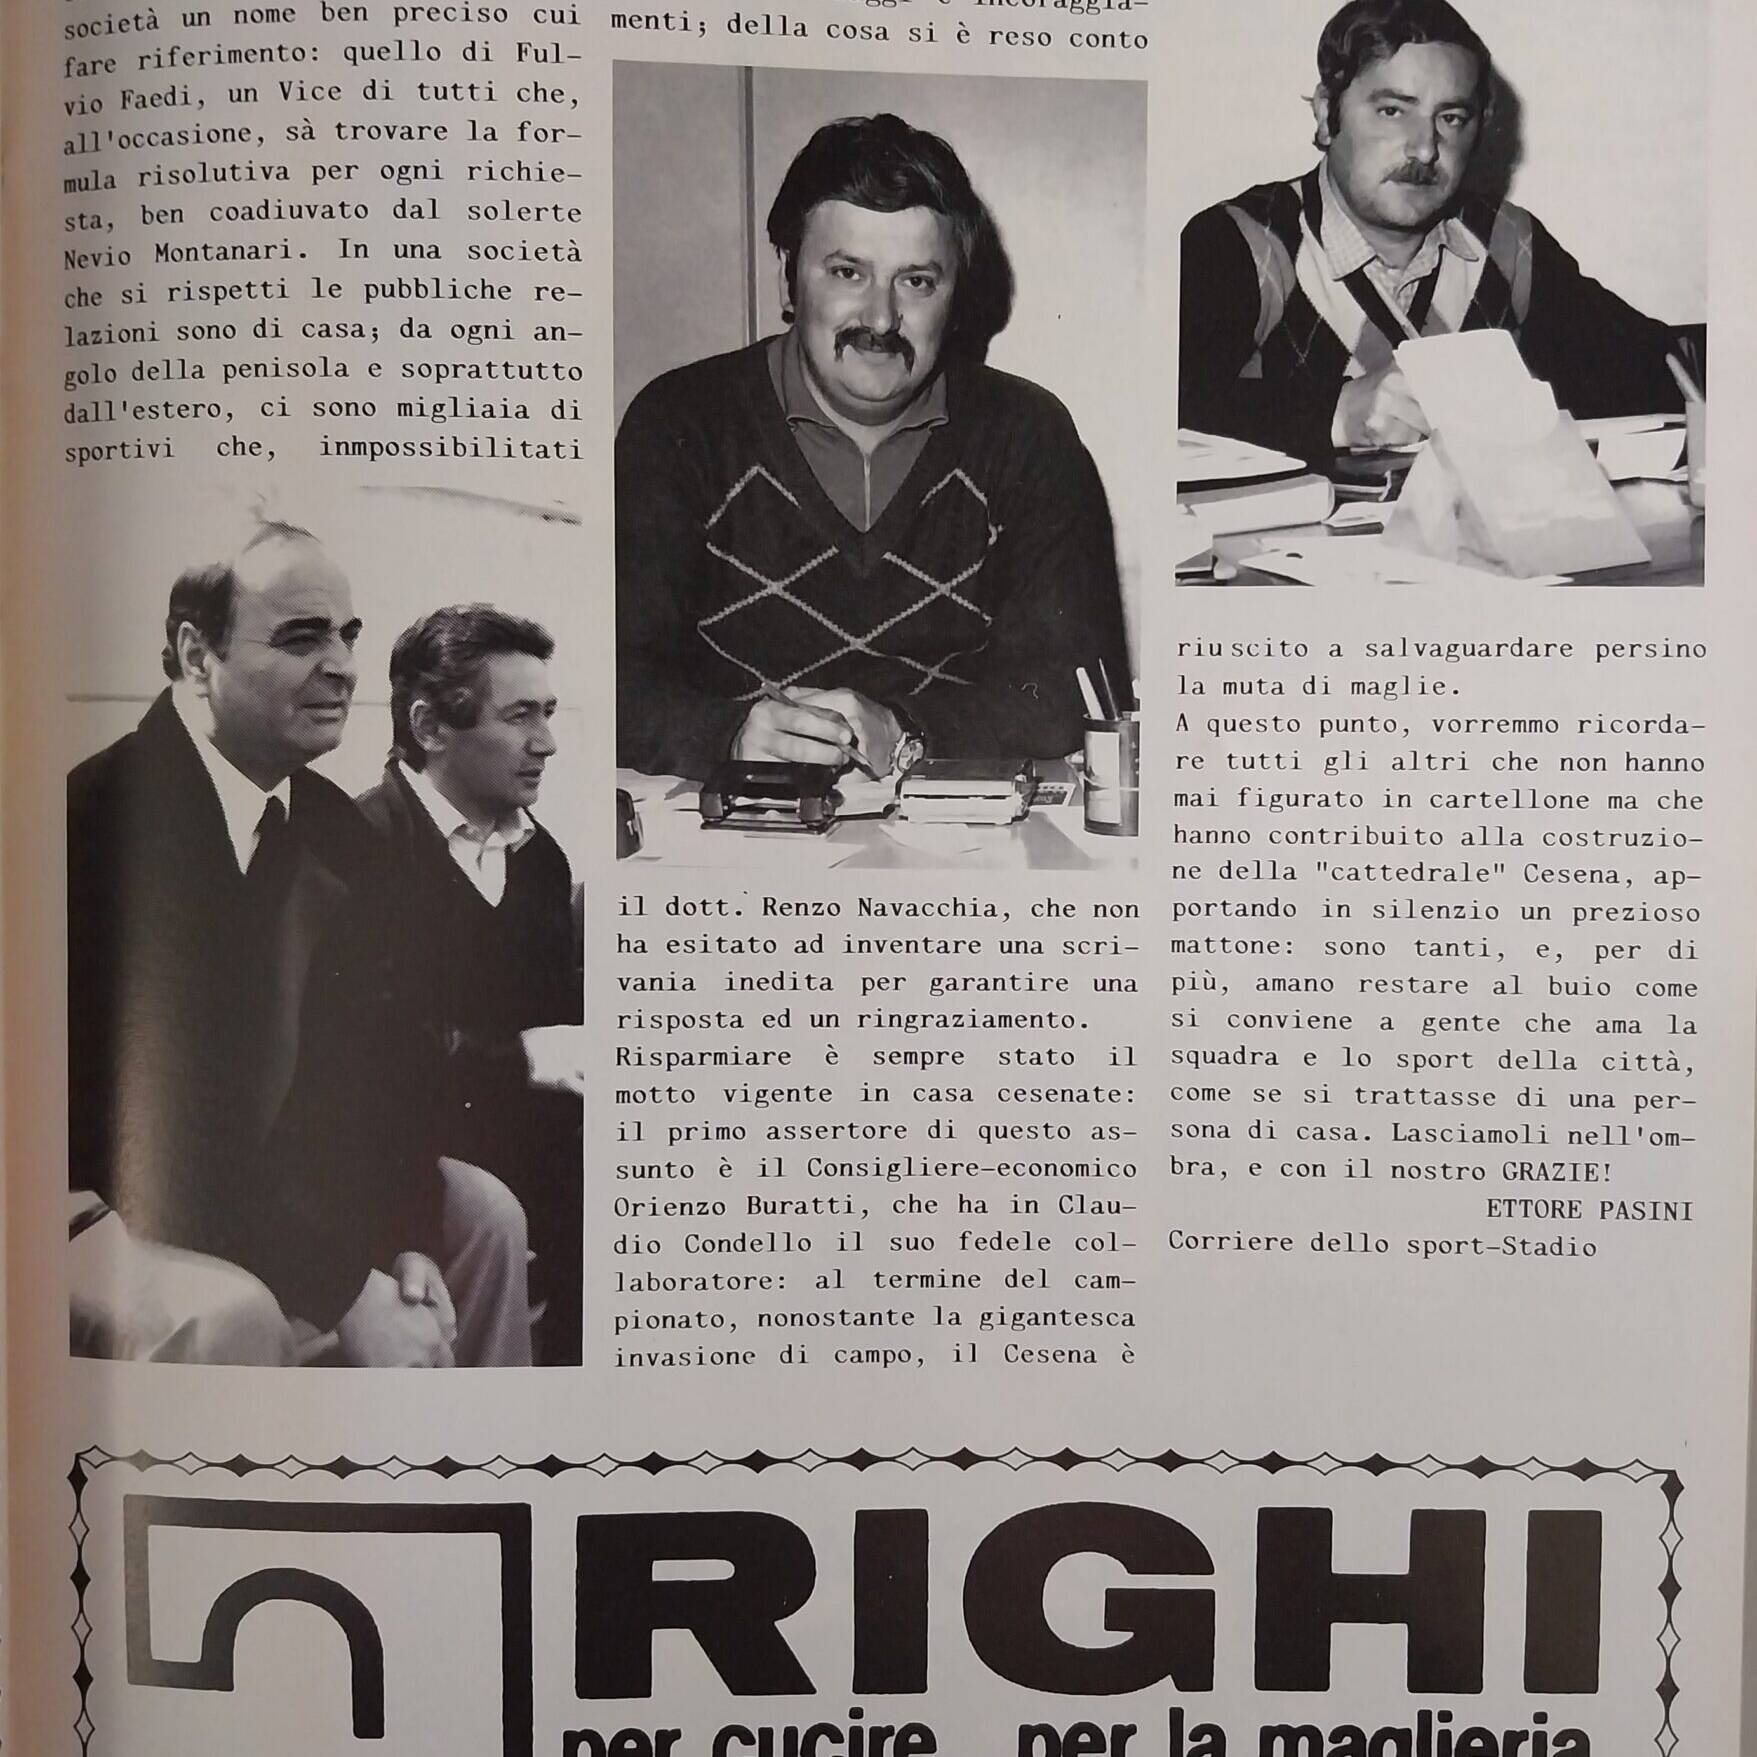 società un nome ben preciso cui
fare riferimento: quello di Ful-
vio Faedi, un Vice di tutti che,
all'occasione, sà trovare la for-
mula risolutiva per ogni richie-
sta, ben coadiuvato dal solerte
Nevio Montanari. In una società
che si rispetti le pubbliche re-
lazioni sono di casa; da ogni an-
golo della penisola e soprattutto
dall'estero, ci sono migliaia di
sportivi che, inmpossibilitati
menti; della cosa si è reso conto
il dott. Renzo Navacchia, che non
ha esitato ad inventare una scri-
vania inedita per garantire una
risposta ed un ringraziamento.
Risparmiare è sempre stato il
motto vigente in casa cesenate:
il primo assertore di questo as-
sunto è il Consigliere-economico
Orienzo Buratti, che ha in Clau-
dio Condello il suo fedele col-
laboratore: al termine del cam-
pionato, nonostante la gigantesca
invasione di campo, il Cesena è
riuscito a salvaguardare persino
la muta di maglie.
A questo punto, vorremmo ricorda-
re tutti gli altri che non hanno
mai figurato in cartellone ma che
hanno contribuito alla costruzio-
ne della "cattedrale" Cesena, ap-
portando in silenzio un prezioso
mattone: sono tanti, e, per di
più, amano restare al buio come
si conviene a gente che ama la
squadra e lo sport della città,
come se si trattasse di una per-
sona di casa. Lasciamoli nell'om-
bra, e con il nostro GRAZIE!
ETTORE PASINI
Corriere dello sport-Stadio
RIGHI
per cucire per la maglieria